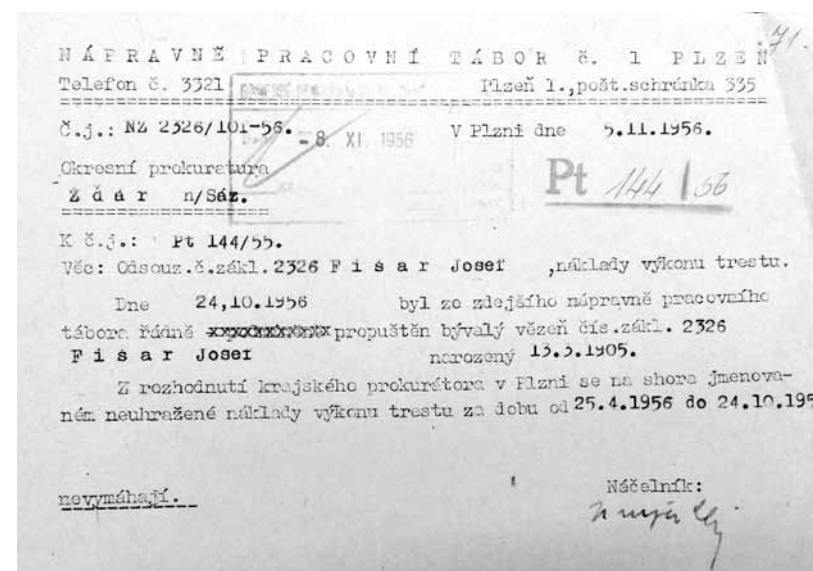 71.
NÁPRAVNĚ PRACOVNÍ TÁBOR č. 1 PLZEŇ
Telefon č. 3321 Plzeň 1.,pošt.schránka 335
Č.j.: NZ 2326/101-56. V Plzni dne 5.11.1956.
- 8. XI. 1956
Okresní prokuratura
Pt 144/56
Ž ď á r n/Sáz.
K č.j.: Pt 144/55.
Věc: Odsouz.č.zákl.2326 F i š a r Josef ,náklady výkonu trestu.
Dne 24,10.1956 byl ze zdejšího nápravně pracovního
tábora řádně propuštěn bývalý vězeň čís.zákl. 2326
F i š a r Josef narozený 13.3.1905.
Z rozhodnutí krajského prokurátora v Plzni se na shora jmenova-
ném neuhražené náklady výkonu trestu za dobu od 25.4.1956 do 24.10.195
nevymáhají.
Náčelník: